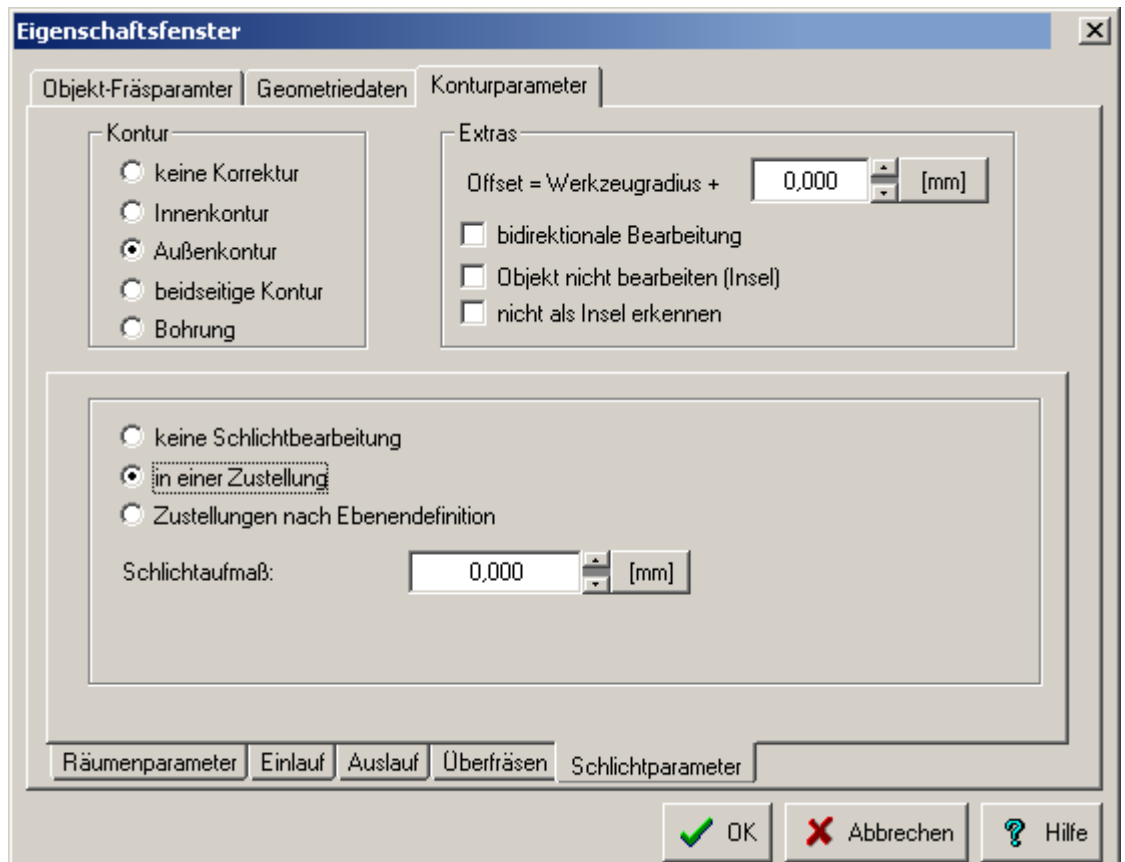 Eigenschaftsfenster
Objekt-Fräsparamter Geometriedaten Konturparameter
Kontur
keine Korrektur
Innenkontur
Außenkontur
beidseitige Kontur
Bohrung
Extras
Offset = Werkzeugradius + 0,000 [mm]
bidirektionale Bearbeitung
Objekt nicht bearbeiten (Insel)
nicht als Insel erkennen
keine Schlichtbearbeitung
in einer Zustellung
Zustellungen nach Ebenendefinition
Schlichtaufmaß: 0,000 [mm]
Räumenparameter Einlauf Auslauf Überfräsen Schlichtparameter
OK Abbrechen Hilfe